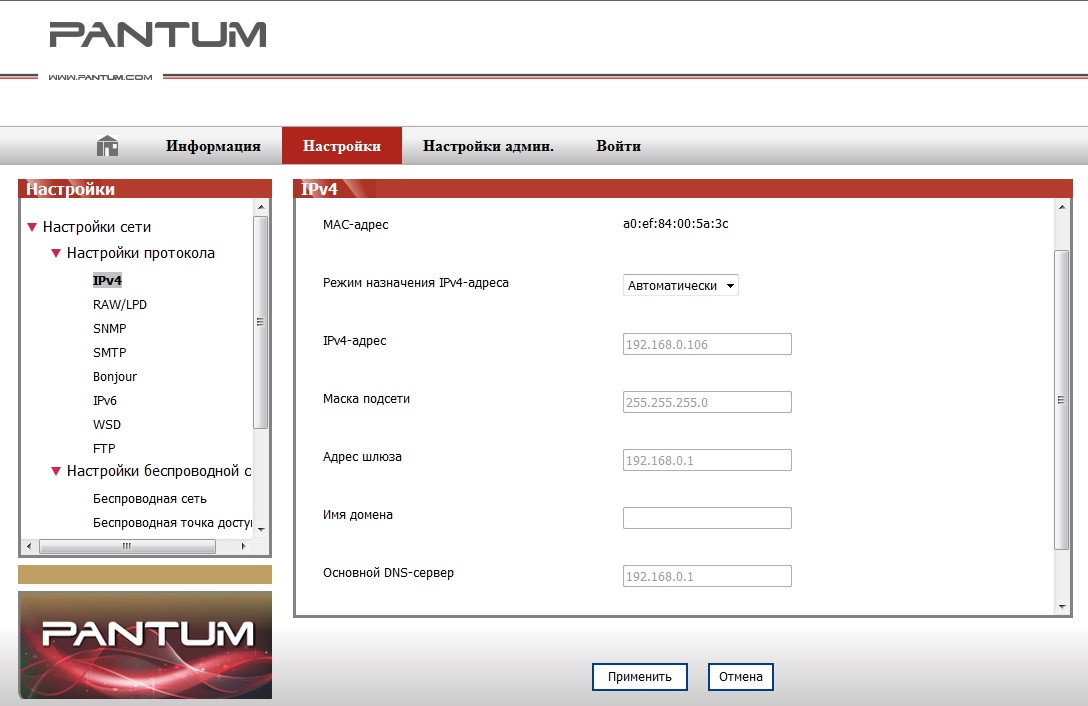 PANTUM
WWW.PANTUM.COM
Информация Настройки Настройки админ. Войти
Настройки
Настройки сети
Настройки протокола
IPv4
RAW/LPD
SNMP
SMTP
Bonjour
IPv6
WSD
FTP
Настройки беспроводной с
Беспроводная сеть
Беспроводная точка досту
PANTUM
IPv4
MAC-адрес a0:ef:84:00:5a:3c
Режим назначения IPv4-адреса Автоматически
IPv4-адрес 192.168.0.106
Маска подсети 255.255.255.0
Адрес шлюза 192.168.0.1
Имя домена
Основной DNS-сервер 192.168.0.1
Применить Отмена